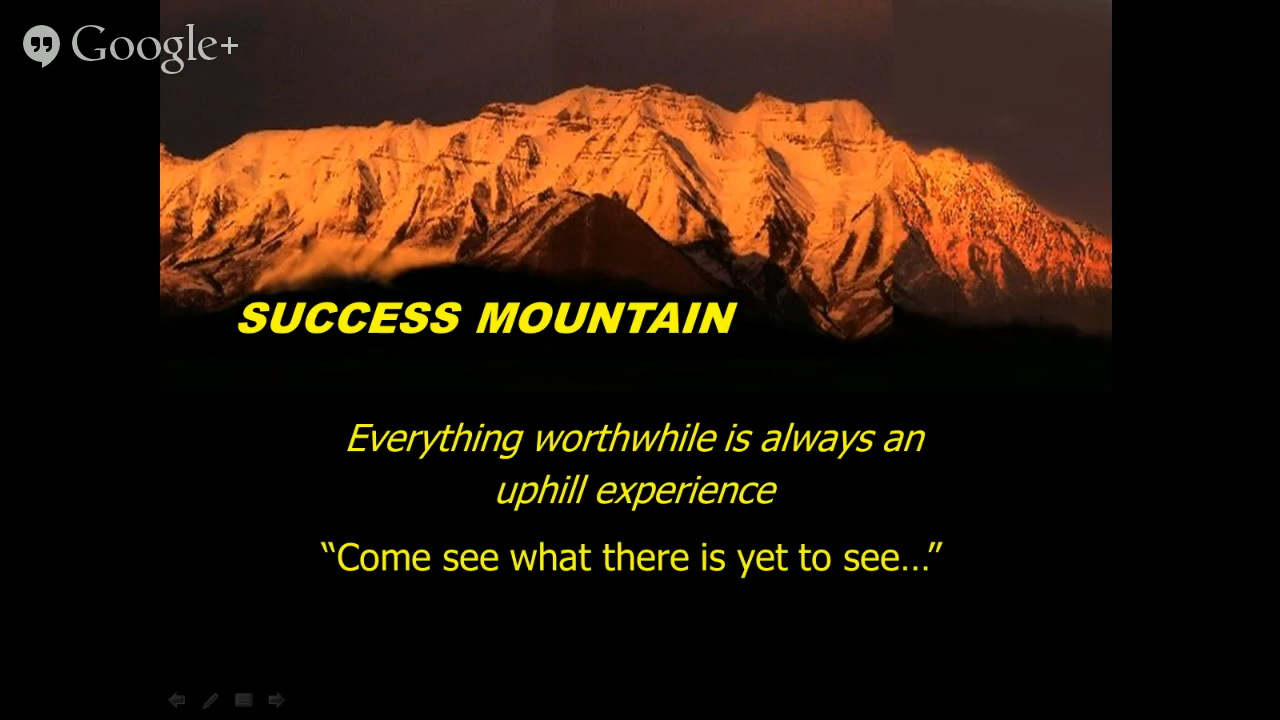 Google+
SUCCESS MOUNTAIN
Everything worthwhile is always an
uphill experience
“Come see what there is yet to see…”